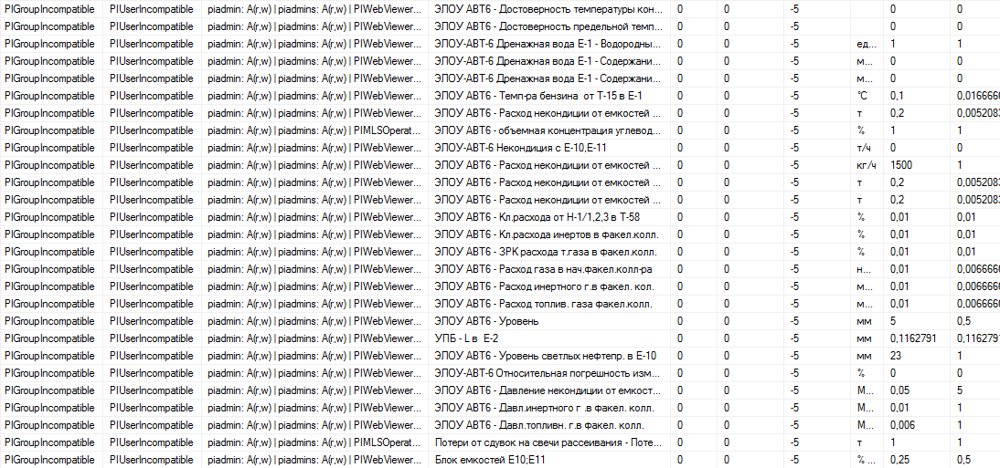 PIGroupIncompatible PIUserIncompatible piadmin: A(r,w) | piadmins: A(r,w) | PIWebViewer... ЭЛОУ АВТ6 - Достоверность температуры кон... 0 0 -5 0 0
PIGroupIncompatible PIUserIncompatible piadmin: A(r,w) | piadmins: A(r,w) | PIWebViewer... ЭЛОУ АВТ6 - Достоверность предельной темп... 0 0 -5 0 0
PIGroupIncompatible PIUserIncompatible piadmin: A(r,w) | piadmins: A(r,w) | PIWebViewer... ЭЛОУ-АВТ-6 Дренажная вода Е-1 - Водородны... 0 0 -5 ед... 1 1
PIGroupIncompatible PIUserIncompatible piadmin: A(r,w) | piadmins: A(r,w) | PIWebViewer... ЭЛОУ-АВТ-6 Дренажная вода Е-1 - Содержани... 0 0 -5 м... 0 0
PIGroupIncompatible PIUserIncompatible piadmin: A(r,w) | piadmins: A(r,w) | PIWebViewer... ЭЛОУ-АВТ-6 Дренажная вода Е-1 - Содержани... 0 0 -5 м... 0 0
PIGroupIncompatible PIUserIncompatible piadmin: A(r,w) | piadmins: A(r,w) | PIWebViewer... ЭЛОУ АВТ6 - Темп-ра бензина от Т-15 в Е-1 0 0 -5 °C 0,1 0,0166666
PIGroupIncompatible PIUserIncompatible piadmin: A(r,w) | piadmins: A(r,w) | PIWebViewer... ЭЛОУ АВТ6 - Расход некондиции от емкостей ... 0 0 -5 т 0,2 0,0052083
PIGroupIncompatible PIUserIncompatible piadmin: A(r,w) | piadmins: A(r,w) | PIMLSOperat... ЭЛОУ АВТ6 - объемная концентрация углевод... 0 0 -5 % 1 1
PIGroupIncompatible PIUserIncompatible piadmin: A(r,w) | piadmins: A(r,w) | PIWebViewer... ЭЛОУ-АВТ-6 Некондиция с Е-10,Е-11 0 0 -5 т/ч 0 0
PIGroupIncompatible PIUserIncompatible piadmin: A(r,w) | piadmins: A(r,w) | PIWebViewer... ЭЛОУ АВТ6 - Расход некондиции от емкостей ... 0 0 -5 кг/ч 1500 1
PIGroupIncompatible PIUserIncompatible piadmin: A(r,w) | piadmins: A(r,w) | PIWebViewer... ЭЛОУ АВТ6 - Расход некондиции от емкостей ... 0 0 -5 т 0,2 0,0052083
PIGroupIncompatible PIUserIncompatible piadmin: A(r,w) | piadmins: A(r,w) | PIWebViewer... ЭЛОУ АВТ6 - Расход некондиции от емкостей ... 0 0 -5 т 0,2 0,0052083
PIGroupIncompatible PIUserIncompatible piadmin: A(r,w) | piadmins: A(r,w) | PIWebViewer... ЭЛОУ АВТ6 - Кл.расхода от Н-1/1,2,3 в Т-58 0 0 -5 % 0,01 0,01
PIGroupIncompatible PIUserIncompatible piadmin: A(r,w) | piadmins: A(r,w) | PIWebViewer... ЭЛОУ АВТ6 - Кл.расхода инертов в факел.колл. 0 0 -5 % 0,01 0,01
PIGroupIncompatible PIUserIncompatible piadmin: A(r,w) | piadmins: A(r,w) | PIWebViewer... ЭЛОУ АВТ6 - ЗРК расхода т.газа в факел.колл. 0 0 -5 % 0,01 0,01
PIGroupIncompatible PIUserIncompatible piadmin: A(r,w) | piadmins: A(r,w) | PIWebViewer... ЭЛОУ АВТ6 - Расход газа в нач.факел.колл-ра 0 0 -5 н... 0,01 0,0066666
PIGroupIncompatible PIUserIncompatible piadmin: A(r,w) | piadmins: A(r,w) | PIWebViewer... ЭЛОУ АВТ6 - Расход инертного г.в факел. колл. 0 0 -5 м... 0,01 0,0066666
PIGroupIncompatible PIUserIncompatible piadmin: A(r,w) | piadmins: A(r,w) | PIWebViewer... ЭЛОУ АВТ6 - Расход топлив. газа факел.колл. 0 0 -5 м... 0,01 0,0066666
PIGroupIncompatible PIUserIncompatible piadmin: A(r,w) | piadmins: A(r,w) | PIWebViewer... ЭЛОУ АВТ6 - Уровень 0 0 -5 мм 5 0,5
PIGroupIncompatible PIUserIncompatible piadmin: A(r,w) | piadmins: A(r,w) | PIWebViewer... УПБ - L в Е-2 0 0 -5 мм 0,1162791 0,1162791
PIGroupIncompatible PIUserIncompatible piadmin: A(r,w) | piadmins: A(r,w) | PIWebViewer... ЭЛОУ АВТ6 - Уровень светлых нефтепр. в Е-10 0 0 -5 мм 23 1
PIGroupIncompatible PIUserIncompatible piadmin: A(r,w) | piadmins: A(r,w) | PIWebViewer... ЭЛОУ-АВТ-6 Относительная погрешность изм... 0 0 -5 % 0 0
PIGroupIncompatible PIUserIncompatible piadmin: A(r,w) | piadmins: A(r,w) | PIWebViewer... ЭЛОУ АВТ6 - Давление некондиции от емкост... 0 0 -5 М... 0,05 5
PIGroupIncompatible PIUserIncompatible piadmin: A(r,w) | piadmins: A(r,w) | PIWebViewer... ЭЛОУ АВТ6 - Давл.инертного г .в факел. колл. 0 0 -5 М... 0,01 1
PIGroupIncompatible PIUserIncompatible piadmin: A(r,w) | piadmins: A(r,w) | PIWebViewer... ЭЛОУ АВТ6 - Давл.топливн. г.в факел. колл. 0 0 -5 М... 0,006 1
PIGroupIncompatible PIUserIncompatible piadmin: A(r,w) | piadmins: A(r,w) | PIMLSOperat... Потери от сдувок на свечи рассеивания - Поте... 0 0 -5 т 1 1
PIGroupIncompatible PIUserIncompatible piadmin: A(r,w) | piadmins: A(r,w) | PIWebViewer... Блок емкостей Е10;Е11 0 0 -5 % ... 0,25 0,5